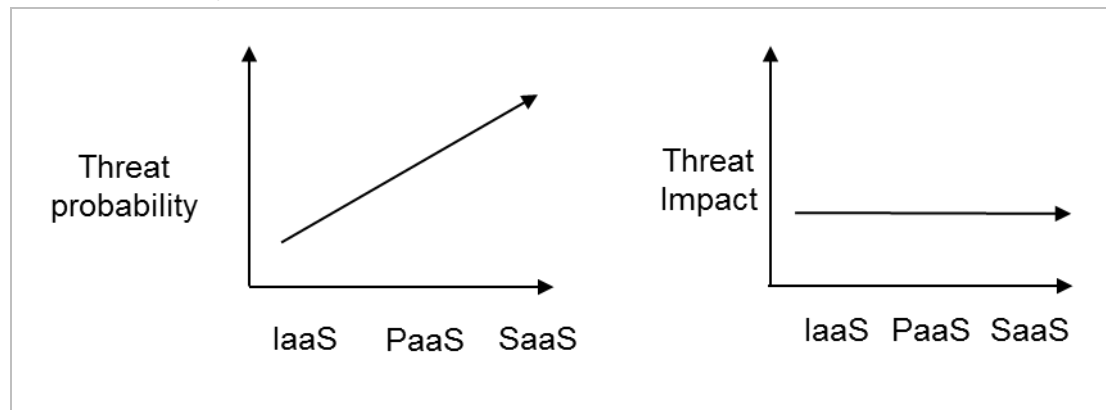 Threat
probability
IaaS PaaS SaaS
Threat
Impact
IaaS PaaS SaaS